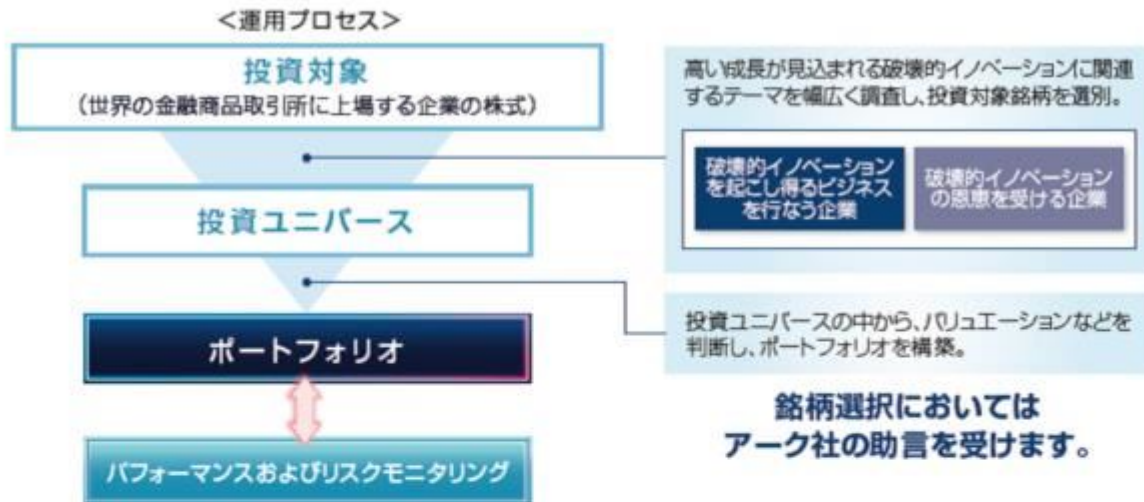 ＜運用プロセス＞
投資対象
（世界の金融商品取引所に上場する企業の株式）
高い成長が見込まれる破壊的イノベーションに関連
するテーマを幅広く調査し、投資対象銘柄を選別。
破壊的イノベーション
を起こし得るビジネス
を行なう企業
破壊的イノベーション
の恩恵を受ける企業
投資ユニバース
投資ユニバースの中から、バリュエーションなどを
判断し、ポートフォリオを構築。
ポートフォリオ
銘柄選択においては
アーク社の助言を受けます。
パフォーマンスおよびリスクモニタリング